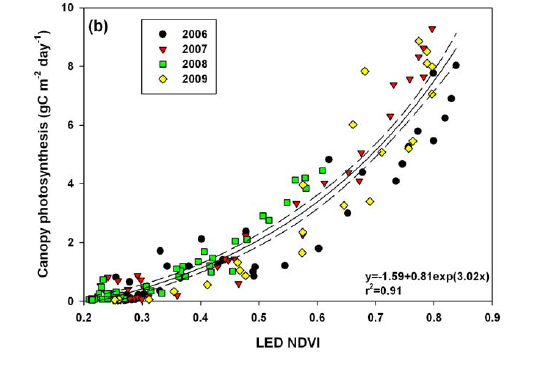 10
8
6
4
2
0
Canopy photosynthesis (gC m⁻² day⁻¹)
(b)
2006
2007
2008
2009
y=-1.59+0.81exp(3.02x)
r²=0.91
0.2 0.3 0.4 0.5 0.6 0.7 0.8 0.9
LED NDVI